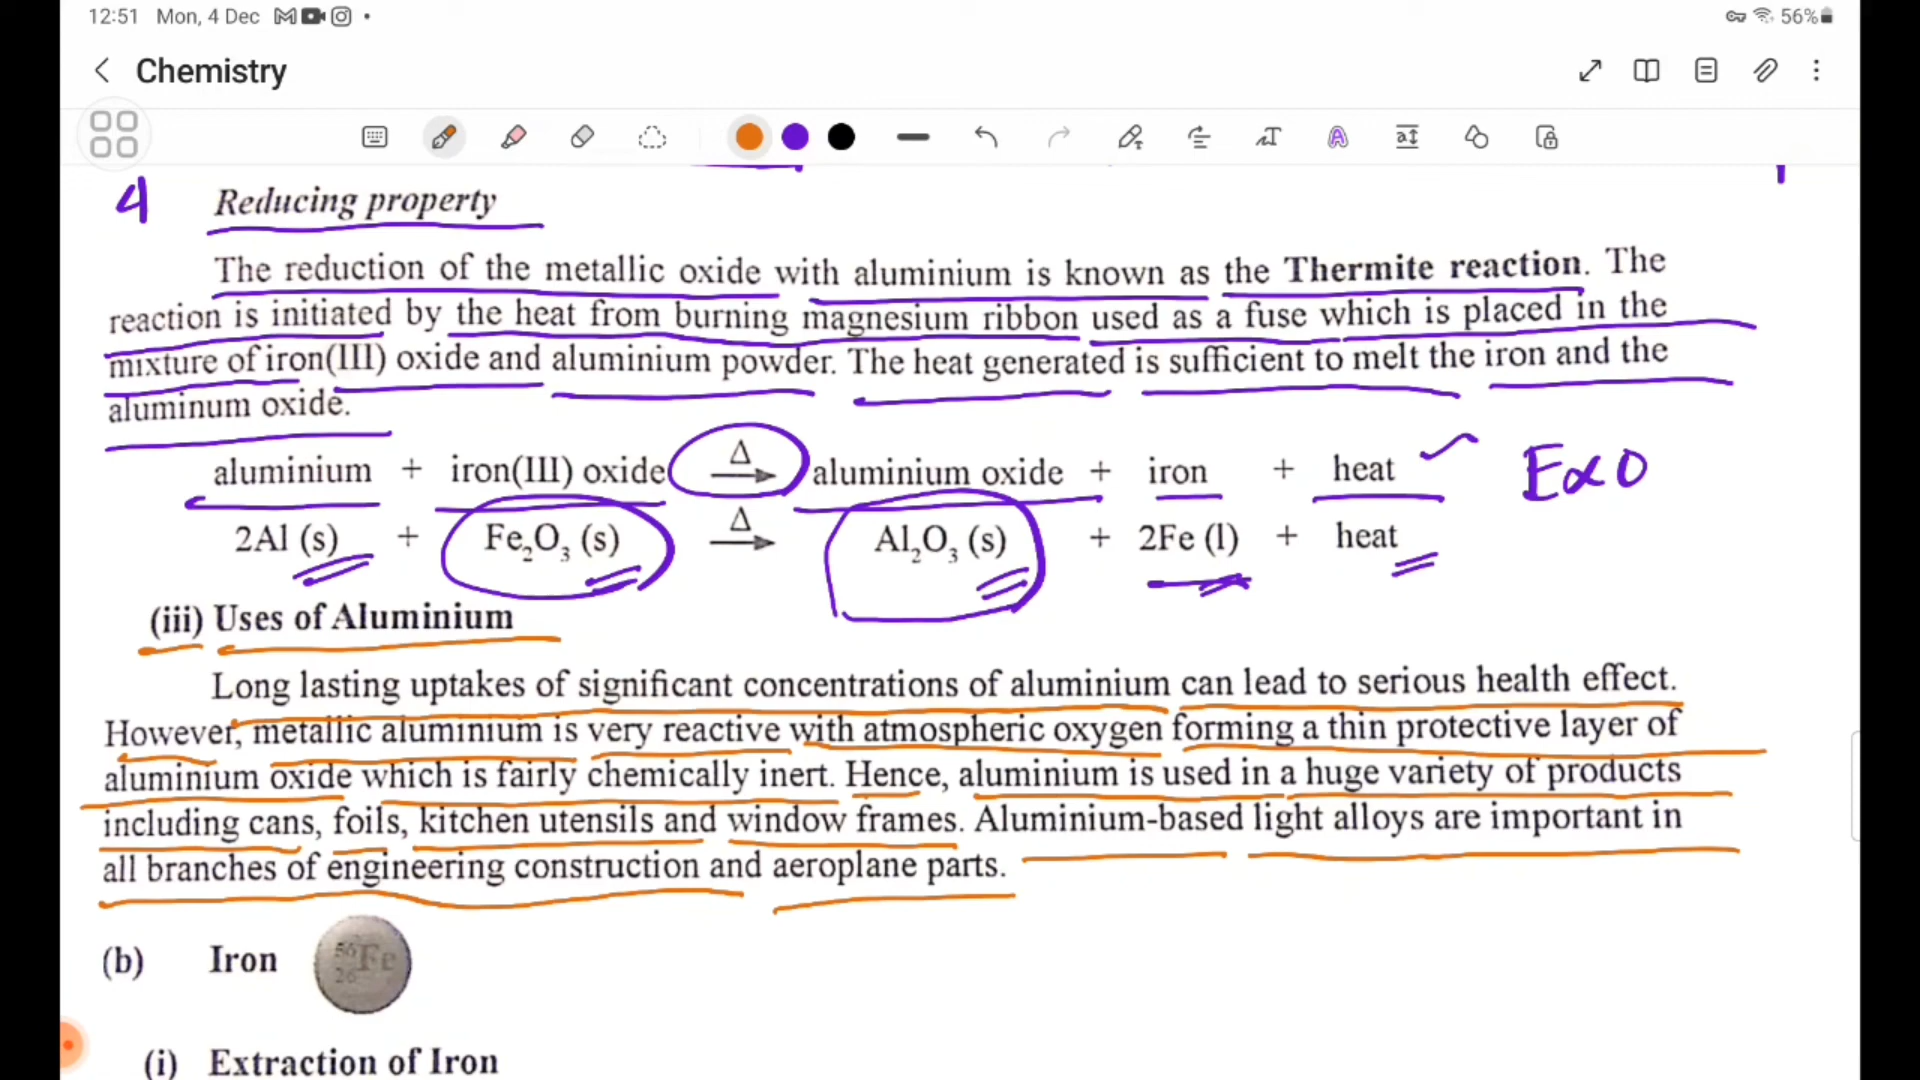 12:51 Mon, 4 Dec 56%
Chemistry
4 Reducing property
The reduction of the metallic oxide with aluminium is known as the Thermite reaction. The
reaction is initiated by the heat from burning magnesium ribbon used as a fuse which is placed in the
mixture of iron(III) oxide and aluminium powder. The heat generated is sufficient to melt the iron and the
aluminum oxide.
aluminium + iron(III) oxide Δ→ aluminium oxide + iron + heat Exo
2Al (s) + Fe₂O₃ (s) Δ→ Al₂O₃ (s) + 2Fe (l) + heat
(iii) Uses of Aluminium
Long lasting uptakes of significant concentrations of aluminium can lead to serious health effect.
However, metallic aluminium is very reactive with atmospheric oxygen forming a thin protective layer of
aluminium oxide which is fairly chemically inert. Hence, aluminium is used in a huge variety of products
including cans, foils, kitchen utensils and window frames. Aluminium-based light alloys are important in
all branches of engineering construction and aeroplane parts.
(b) Iron ⁵⁶₂₆Fe
(i) Extraction of Iron